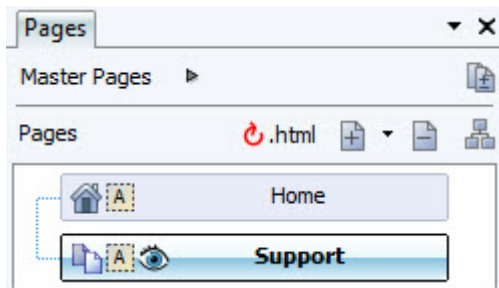 Pages
Master Pages
Pages .html
A Home
A Support